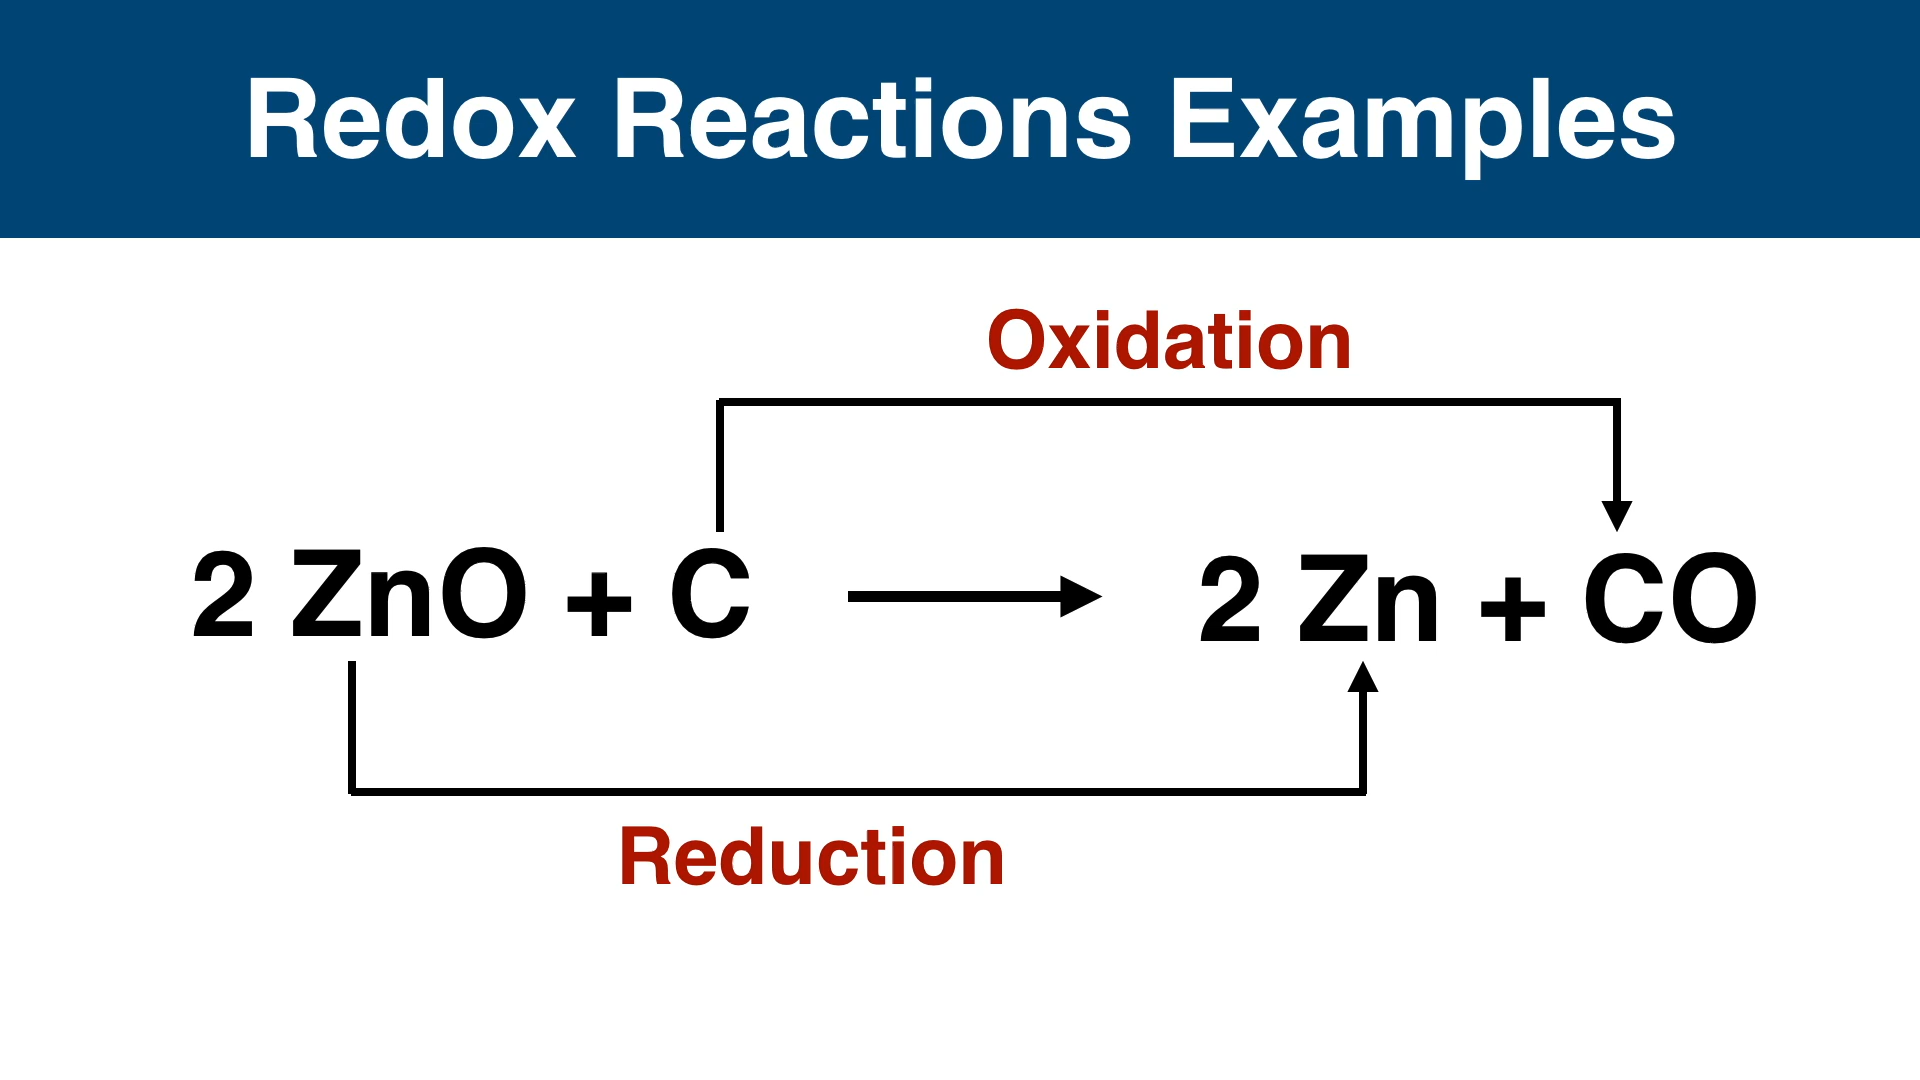 Redox Reactions Examples
Oxidation
2 ZnO + C 2 Zn + CO
Reduction